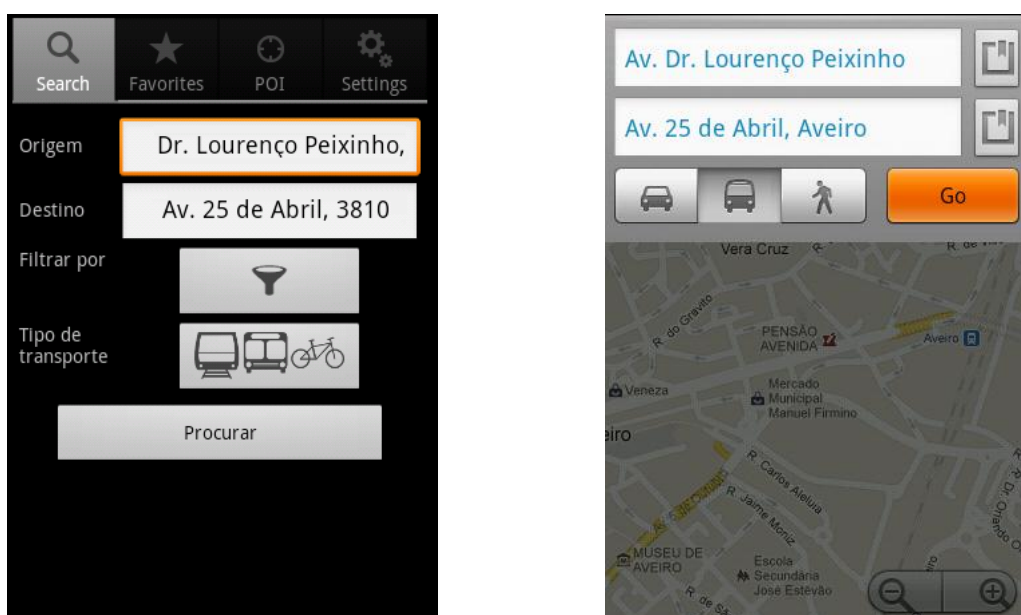 Search
Favorites
POI
Settings
Origem
Dr. Lourenço Peixinho,
Destino
Av. 25 de Abril, 3810
Filtrar por
Tipo de
transporte
Procurar
Av. Dr. Lourenço Peixinho
Av. 25 de Abril, Aveiro
Go
Vera Cruz
R. do Gravito
PENSÃO
AVENIDA
Aveiro
Veneza
Mercado
Municipal
Manuel Firmino
eiro
R. Carlos Aleluia
R. Jaime Moniz
R. Dr. Orlando O
MUSEU DE
AVEIRO
Escola
Secundária
José Estêvão